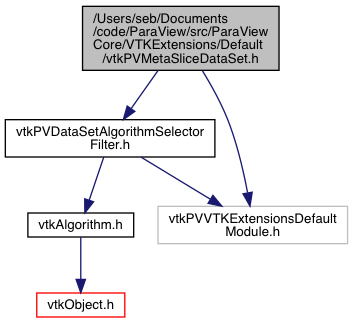 /Users/seb/Documents
/code/ParaView/src/ParaView
Core/VTKExtensions/Default
/vtkPVMetaSliceDataSet.h
vtkPVDataSetAlgorithmSelector
Filter.h
vtkAlgorithm.h
vtkPVVTKExtensionsDefault
Module.h
vtkObject.h